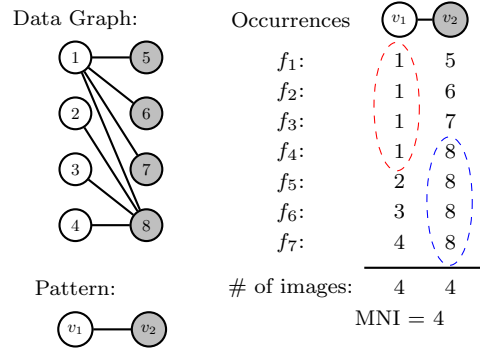 Data Graph:
1 5
2 6
3 7
4 8
Pattern:
v₁ v₂
Occurrences v₁ v₂
f₁: 1 5
f₂: 1 6
f₃: 1 7
f₄: 1 8
f₅: 2 8
f₆: 3 8
f₇: 4 8
# of images: 4 4
MNI = 4